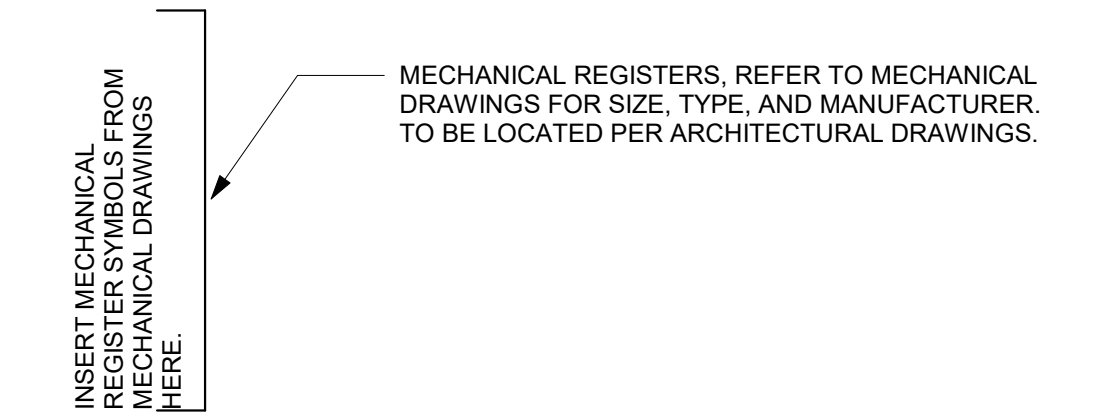 INSERT MECHANICAL
REGISTER SYMBOLS FROM
MECHANICAL DRAWINGS
HERE.
MECHANICAL REGISTERS, REFER TO MECHANICAL
DRAWINGS FOR SIZE, TYPE, AND MANUFACTURER.
TO BE LOCATED PER ARCHITECTURAL DRAWINGS.